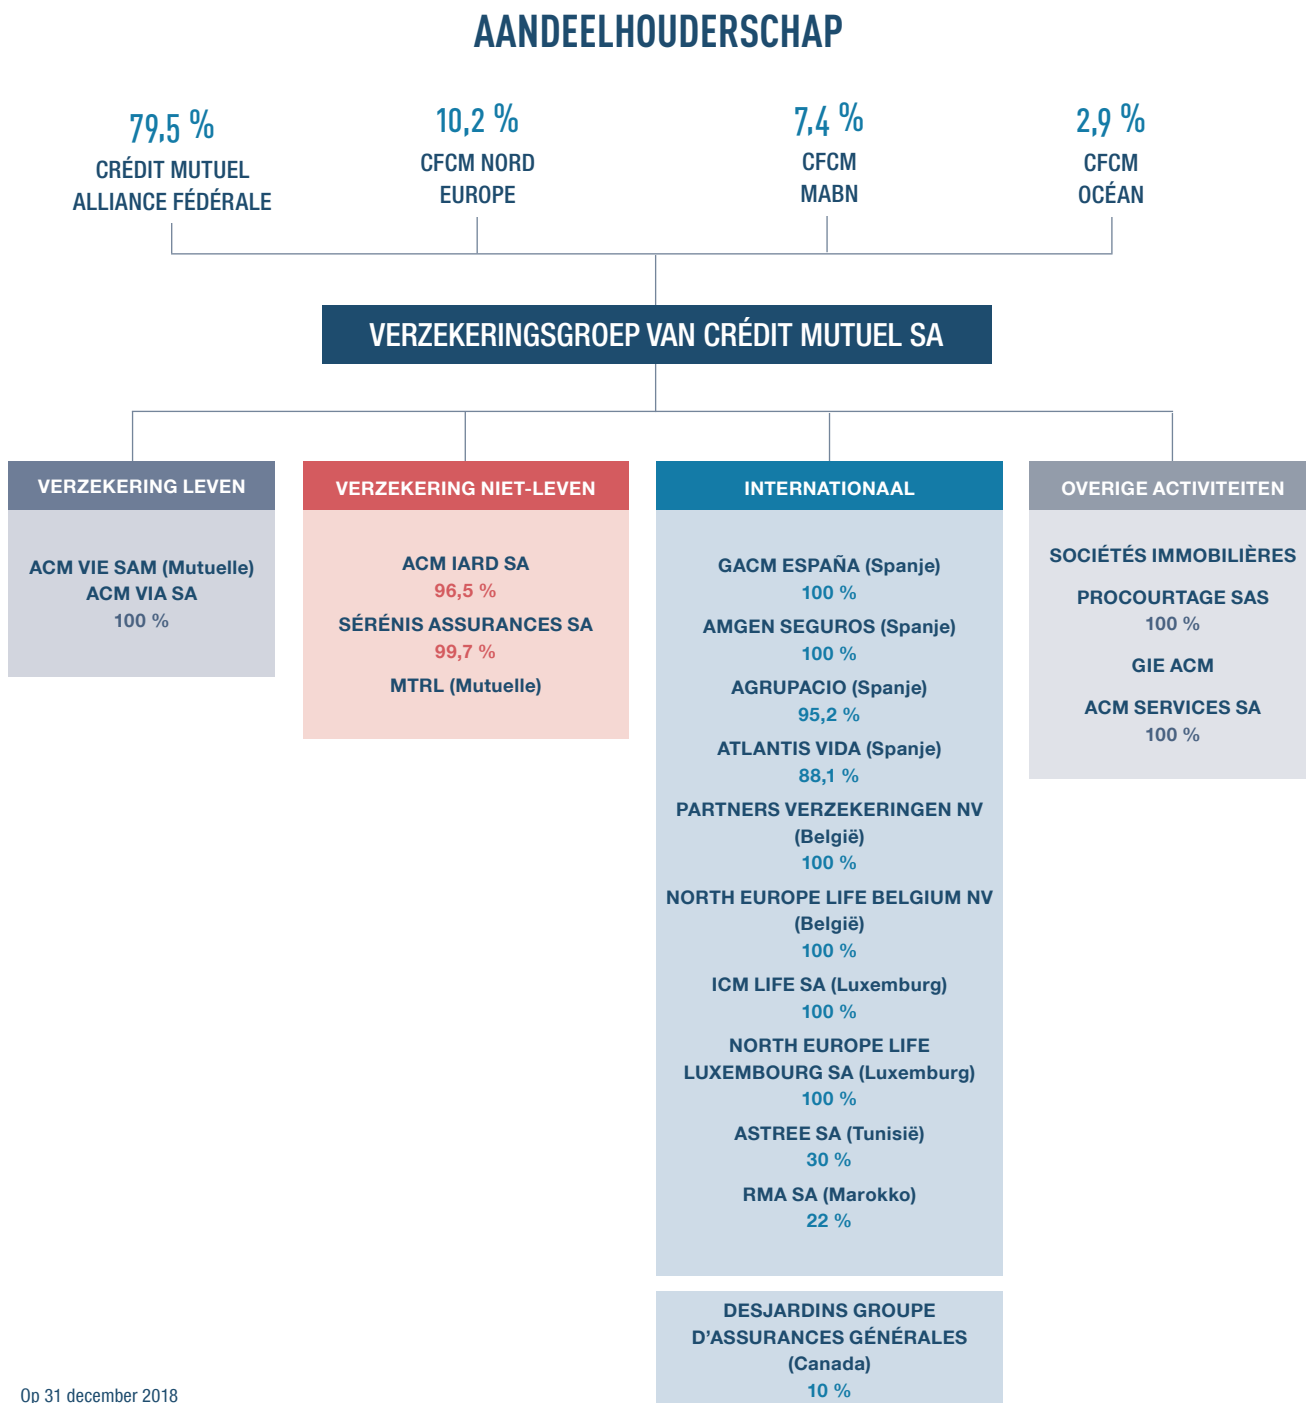 AANDEELHOUDERSCHAP
79,5 %
CRÉDIT MUTUEL
ALLIANCE FÉDÉRALE
10,2 %
CFCM NORD
EUROPE
7,4 %
CFCM
MABN
2,9 %
CFCM
OCÉAN
VERZEKERINGSGROEP VAN CRÉDIT MUTUEL SA
VERZEKERING LEVEN
ACM VIE SAM (Mutuelle)
ACM VIA SA
100 %
VERZEKERING NIET-LEVEN
ACM IARD SA
96,5 %
SÉRÉNIS ASSURANCES SA
99,7 %
MTRL (Mutuelle)
INTERNATIONAAL
GACM ESPAÑA (Spanje)
100 %
AMGEN SEGUROS (Spanje)
100 %
AGRUPACIO (Spanje)
95,2 %
ATLANTIS VIDA (Spanje)
88,1 %
PARTNERS VERZEKERINGEN NV
(België)
100 %
NORTH EUROPE LIFE BELGIUM NV
(België)
100 %
ICM LIFE SA (Luxemburg)
100 %
NORTH EUROPE LIFE
LUXEMBOURG SA (Luxemburg)
100 %
ASTREE SA (Tunisië)
30 %
RMA SA (Marokko)
22 %
DESJARDINS GROUPE
D'ASSURANCES GÉNÉRALES
(Canada)
10 %
OVERIGE ACTIVITEITEN
SOCIÉTÉS IMMOBILIÈRES
PROCOURTAGE SAS
100 %
GIE ACM
ACM SERVICES SA
100 %
Op 31 december 2018